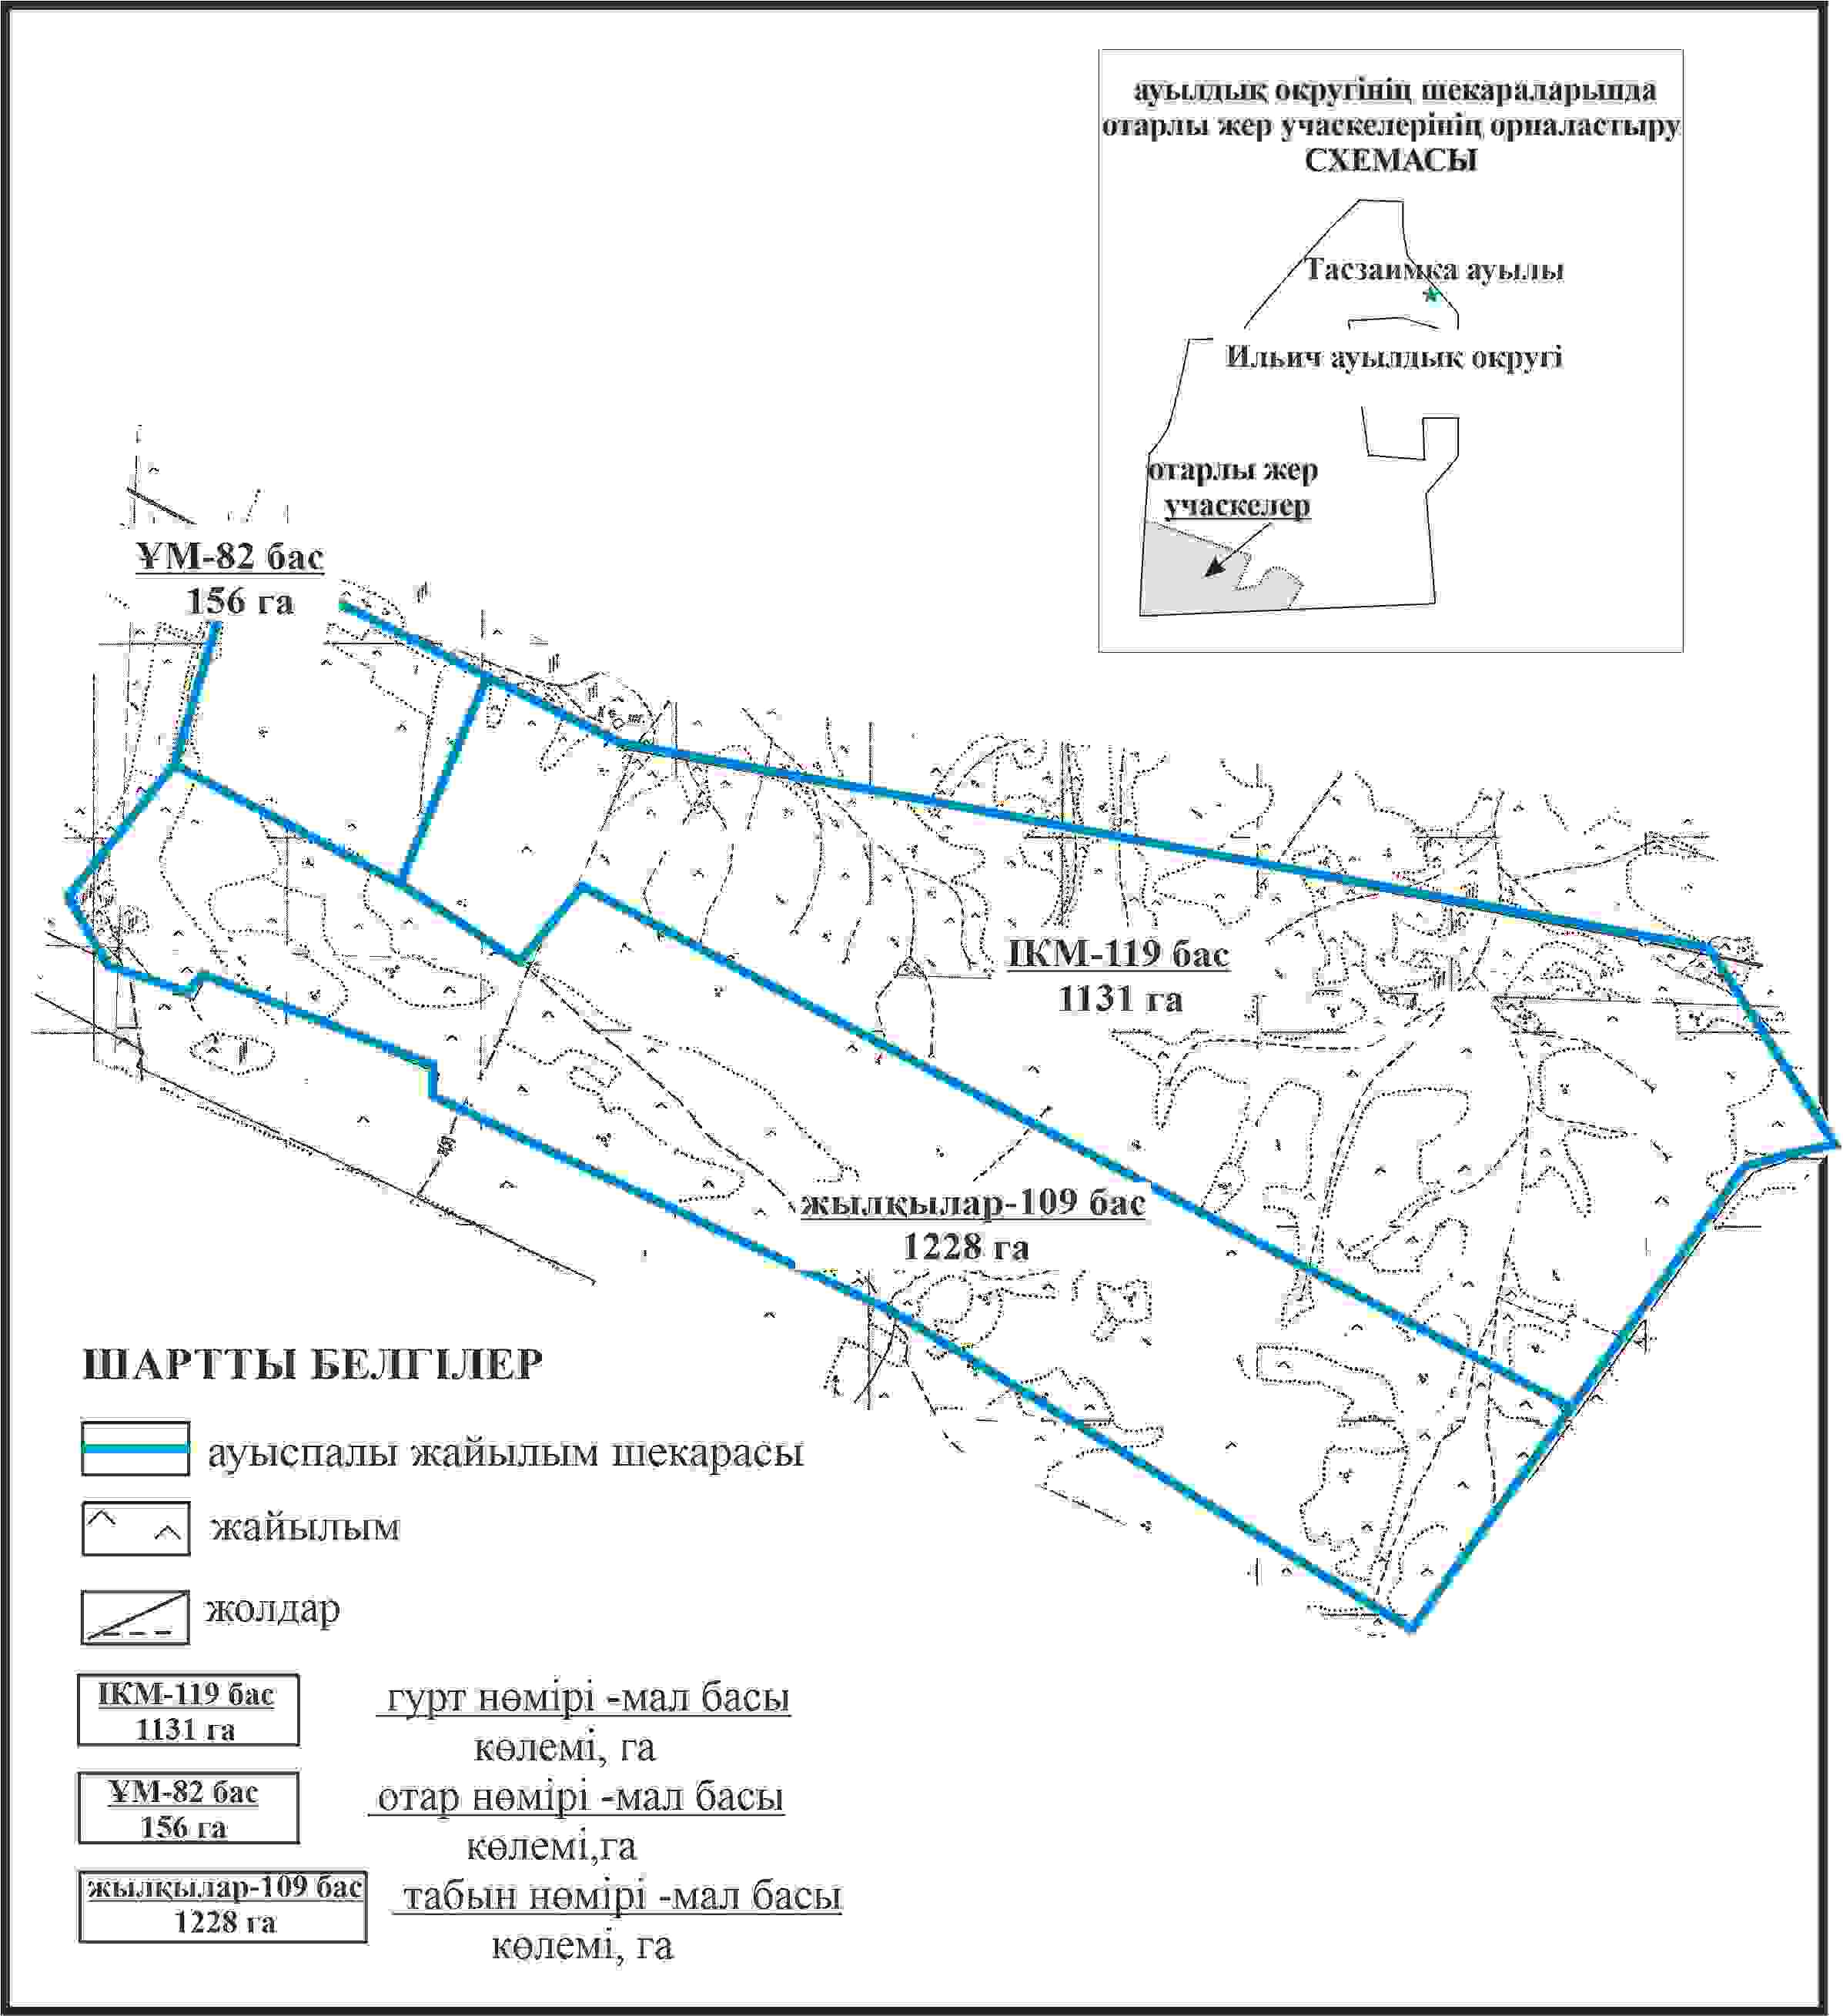 ауылдық округінің шекараларында
отарлы жер учаскелерінің орналастыру
СХЕМАСЫ
Тасзаимка ауылы
Ильич ауылдық округі
отарлы жер
учаскелер
ҰМ-82 бас
156 га
ІКМ-119 бас
1131 га
жылқылар-109 бас
1228 га
ШАРТТЫ БЕЛГІЛЕР
ауыспалы жайылым шекарасы
жайылым
жолдар
ІКМ-119 бас
1131 га
гурт нөмірі -мал басы
көлемі, га
ҰМ-82 бас
156 га
отар нөмірі -мал басы
көлемі,га
жылқылар-109 бас
1228 га
табын нөмірі -мал басы
көлемі, га